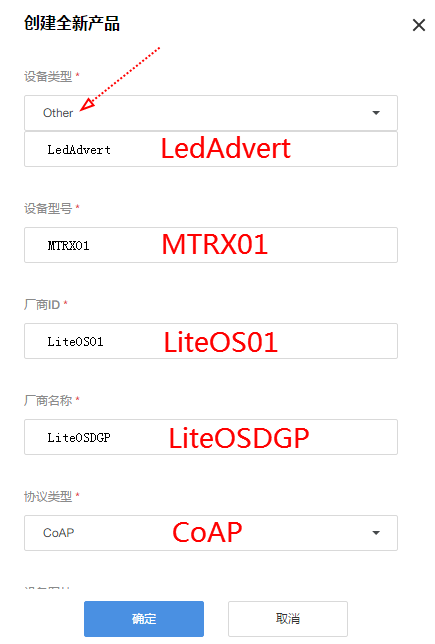 创建全新产品
设备类型 *
Other
LedAdvert LedAdvert
设备型号 *
MTRX01 MTRX01
厂商ID *
LiteOS01 LiteOS01
厂商名称 *
LiteOSDGP LiteOSDGP
协议类型 *
CoAP CoAP
确定 取消